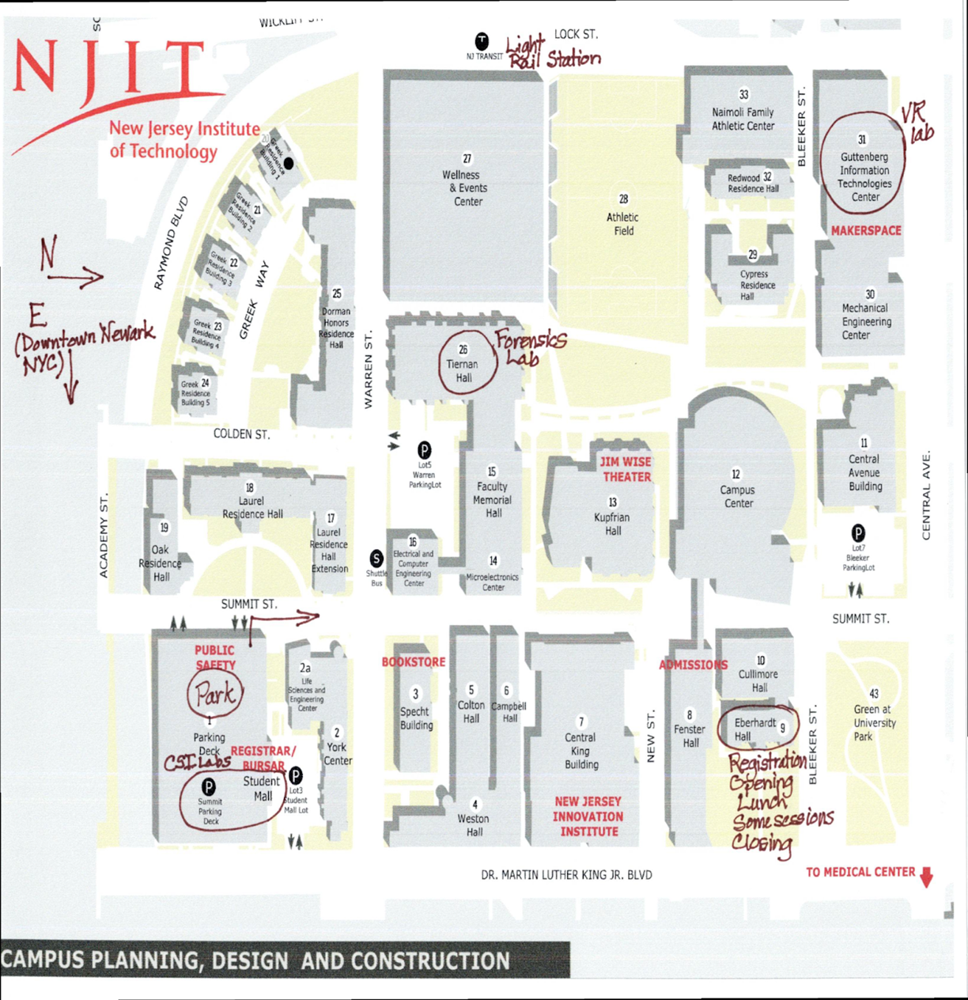 WICKLIFF ST.
NJIT
New Jersey Institute
of Technology
T
NJ TRANSIT
Light
Rail Station
LOCK ST.
33
Naimoli Family
Athletic Center
BLEEKER ST.
VR
lab
31
Guttenberg
Information
Technologies
Center
MAKERSPACE
20
Greek
Residence
Building 1
27
Wellness
& Events
Center
28
Athletic
Field
Redwood 32
Residence Hall
21
Greek
Residence
Building 2
RAYMOND BLVD
N
22
Greek
Residence
Building 3
GREEK WAY
25
Dorman
Honors
Residence
Hall
29
Cypress
Residence
Hall
30
Mechanical
Engineering
Center
E
(Downtown Newark
NYC)
Greek 23
Residence
Building 4
WARREN ST.
26
Tiernan
Hall
Forensics
Lab
Greek 24
Residence
Building 5
COLDEN ST.
P
Lot5
Warren
ParkingLot
15
Faculty
Memorial
Hall
JIM WISE
THEATER
13
Kupfrian
Hall
12
Campus
Center
11
Central
Avenue
Building
CENTRAL AVE.
ACADEMY ST.
18
Laurel
Residence Hall
19
Oak
Residence
Hall
17
Laurel
Residence
Hall
Extension
S
Shuttle
Bus
16
Electrical and
Computer
Engineering
Center
14
Microelectronics
Center
P
Lot7
Bleeker
ParkingLot
SUMMIT ST.
SUMMIT ST.
PUBLIC
SAFETY
Park
1
Parking
Deck
2a
Life
Sciences and
Engineering
Center
2
York
Center
BOOKSTORE
3
Specht
Building
5
Colton
Hall
6
Campbell
Hall
7
Central
King
Building
NEW ST.
ADMISSIONS
8
Fenster
Hall
10
Cullimore
Hall
Eberhardt
Hall 9
BLEEKER ST.
43
Green at
University
Park
CSI Labs
REGISTRAR/
BURSAR
Student
Mall
P
Summit
Parking
Deck
P
Lot3
Student
Mall Lot
4
Weston
Hall
NEW JERSEY
INNOVATION
INSTITUTE
Registration
Opening
Lunch
Some sessions
Closing
DR. MARTIN LUTHER KING JR. BLVD
TO MEDICAL CENTER
CAMPUS PLANNING, DESIGN AND CONSTRUCTION